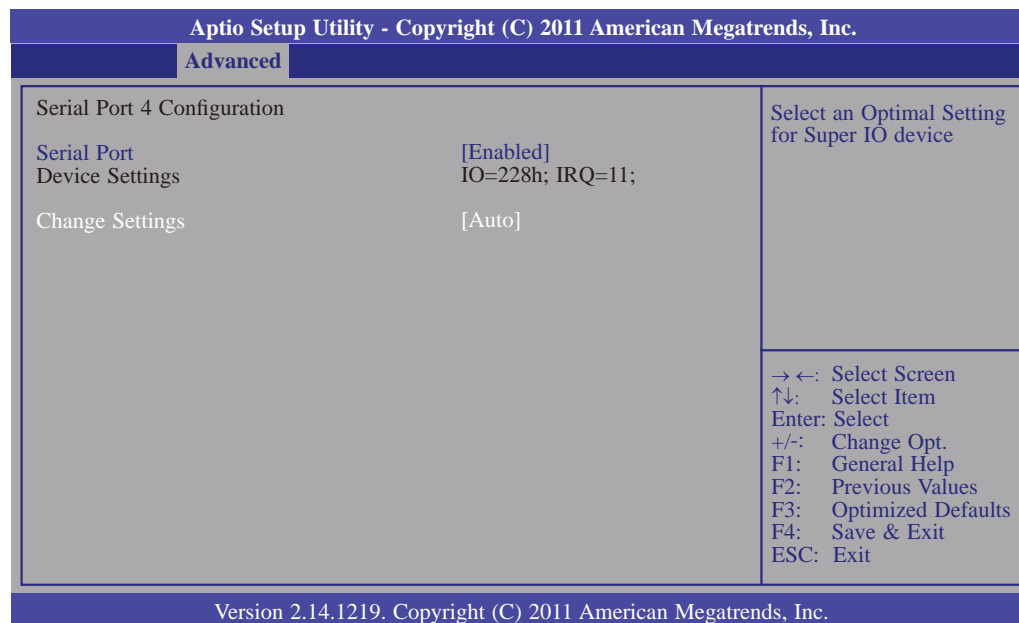 Aptio Setup Utility - Copyright (C) 2011 American Megatrends, Inc.
Advanced
Serial Port 4 Configuration
Serial Port [Enabled]
Device Settings IO=228h; IRQ=11;
Change Settings [Auto]
Select an Optimal Setting
for Super IO device
→ ←: Select Screen
↑↓: Select Item
Enter: Select
+/-: Change Opt.
F1: General Help
F2: Previous Values
F3: Optimized Defaults
F4: Save & Exit
ESC: Exit
Version 2.14.1219. Copyright (C) 2011 American Megatrends, Inc.